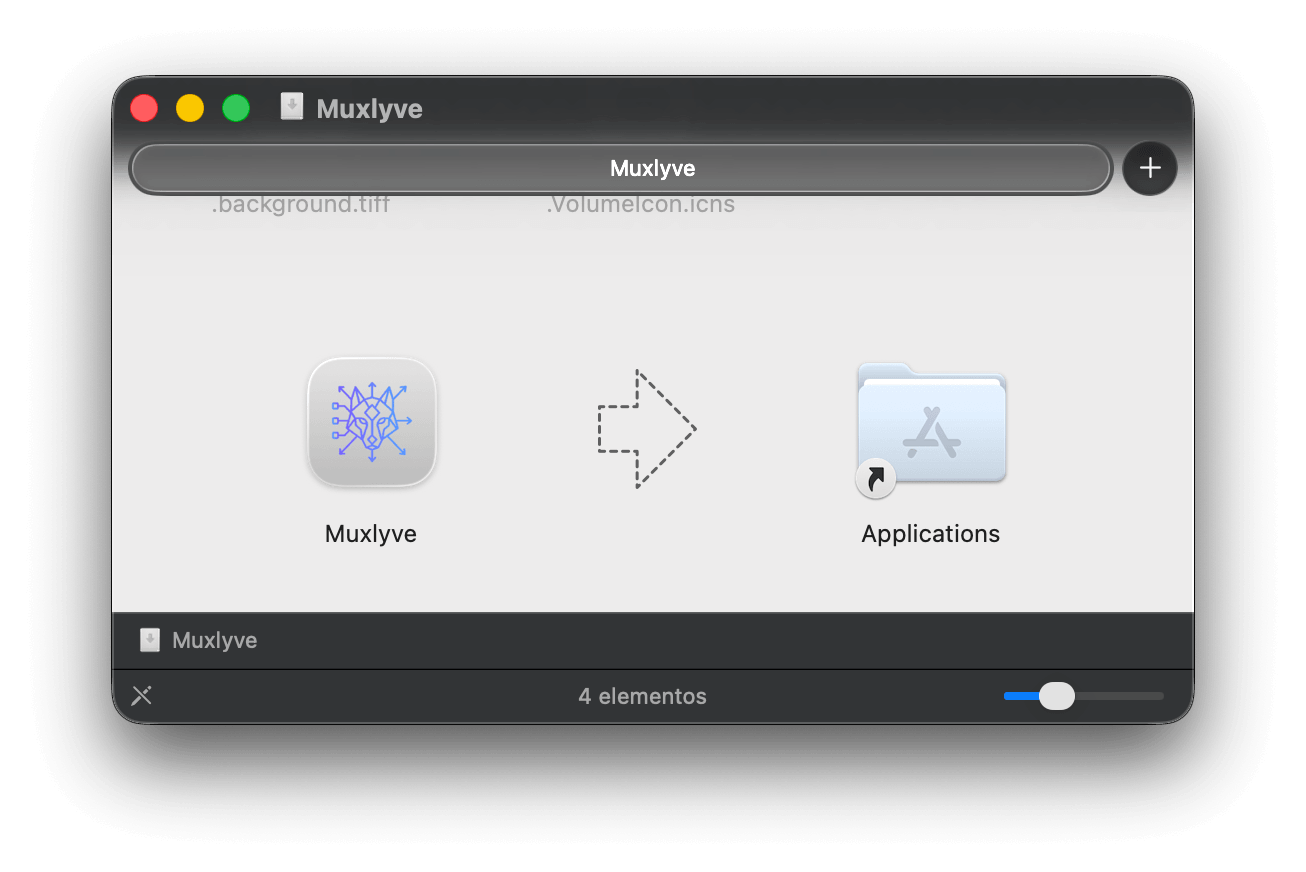 Muxlyve
Muxlyve
.background.tiff
.VolumeIcon.icns
Muxlyve
Applications
Muxlyve
4 elementos